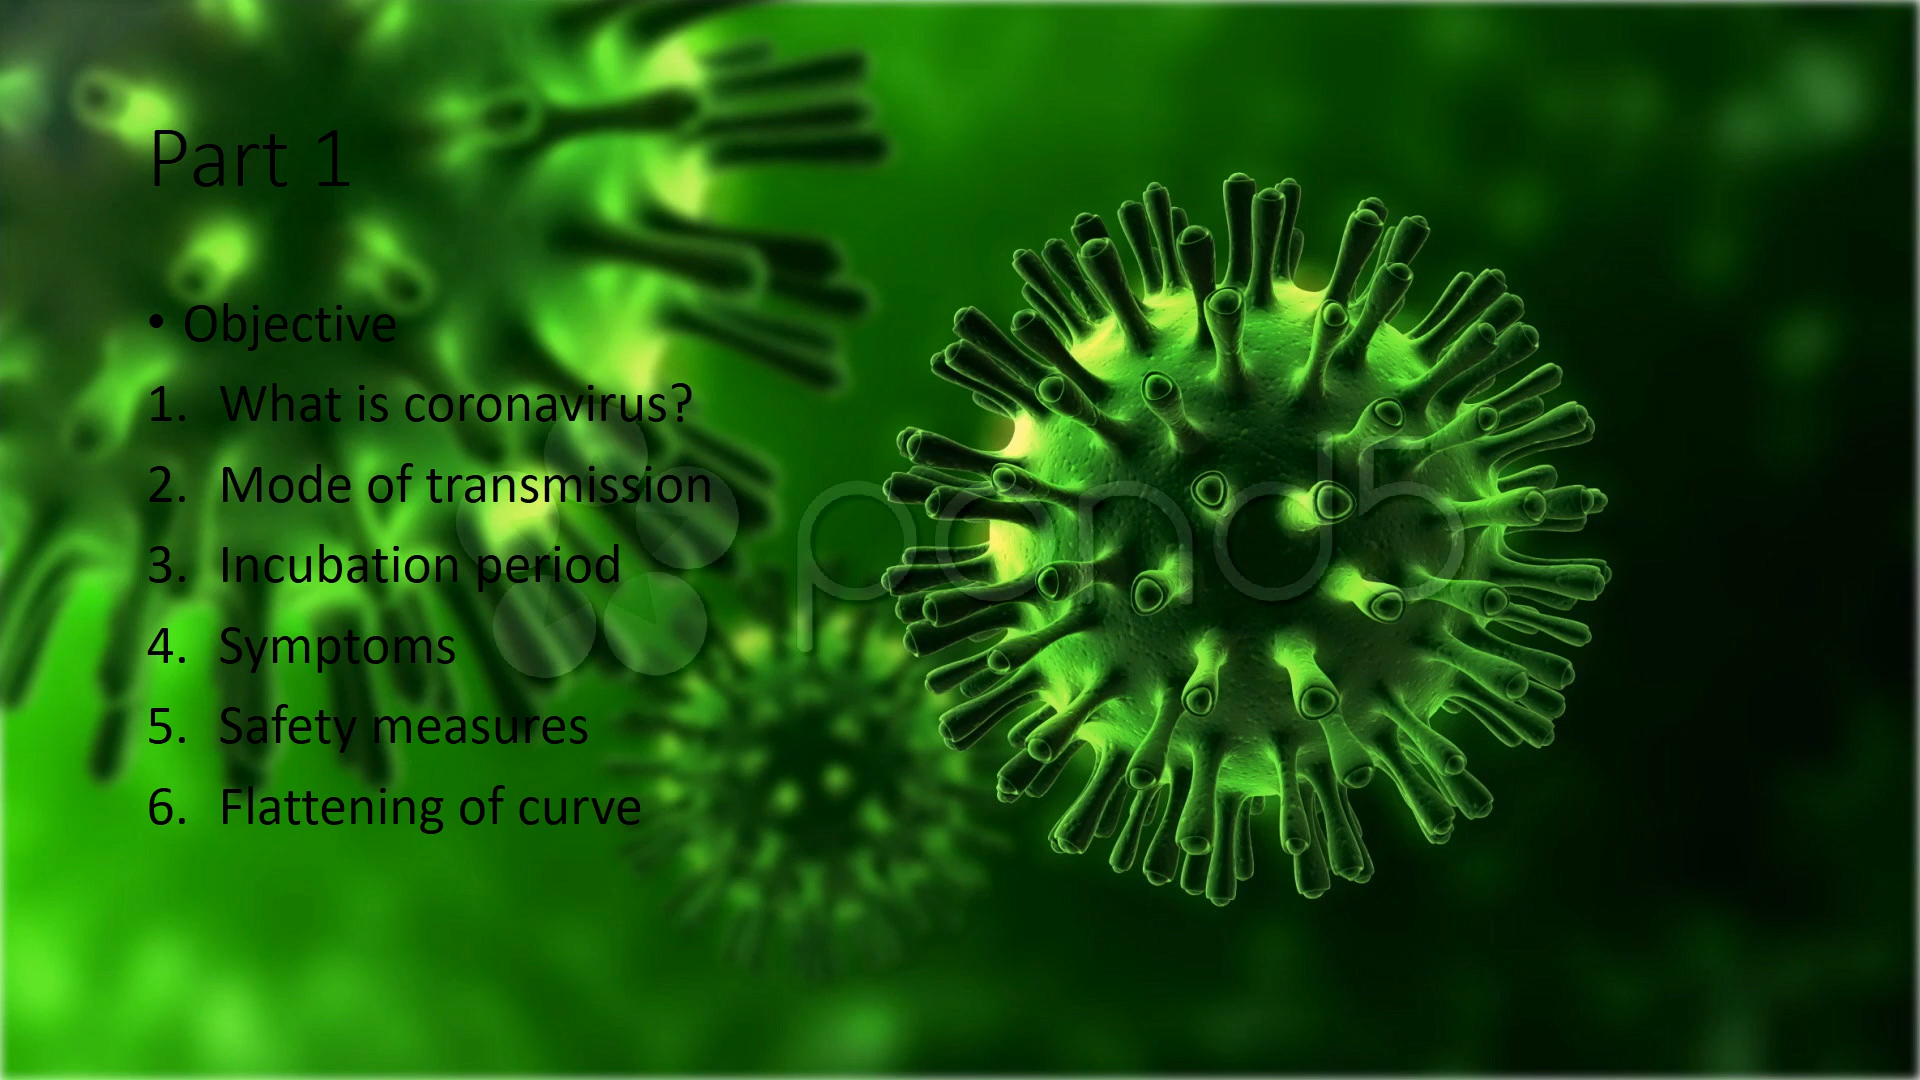 Part 1
• Objective
1. What is coronavirus?
2. Mode of transmission
3. Incubation period
4. Symptoms
5. Safety measures
6. Flattening of curve
pond5